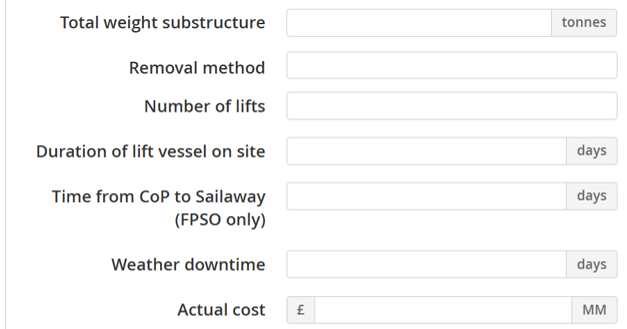 Total weight substructure tonnes
Removal method
Number of lifts
Duration of lift vessel on site days
Time from CoP to Sailaway days
(FPSO only)
Weather downtime days
Actual cost £ MM